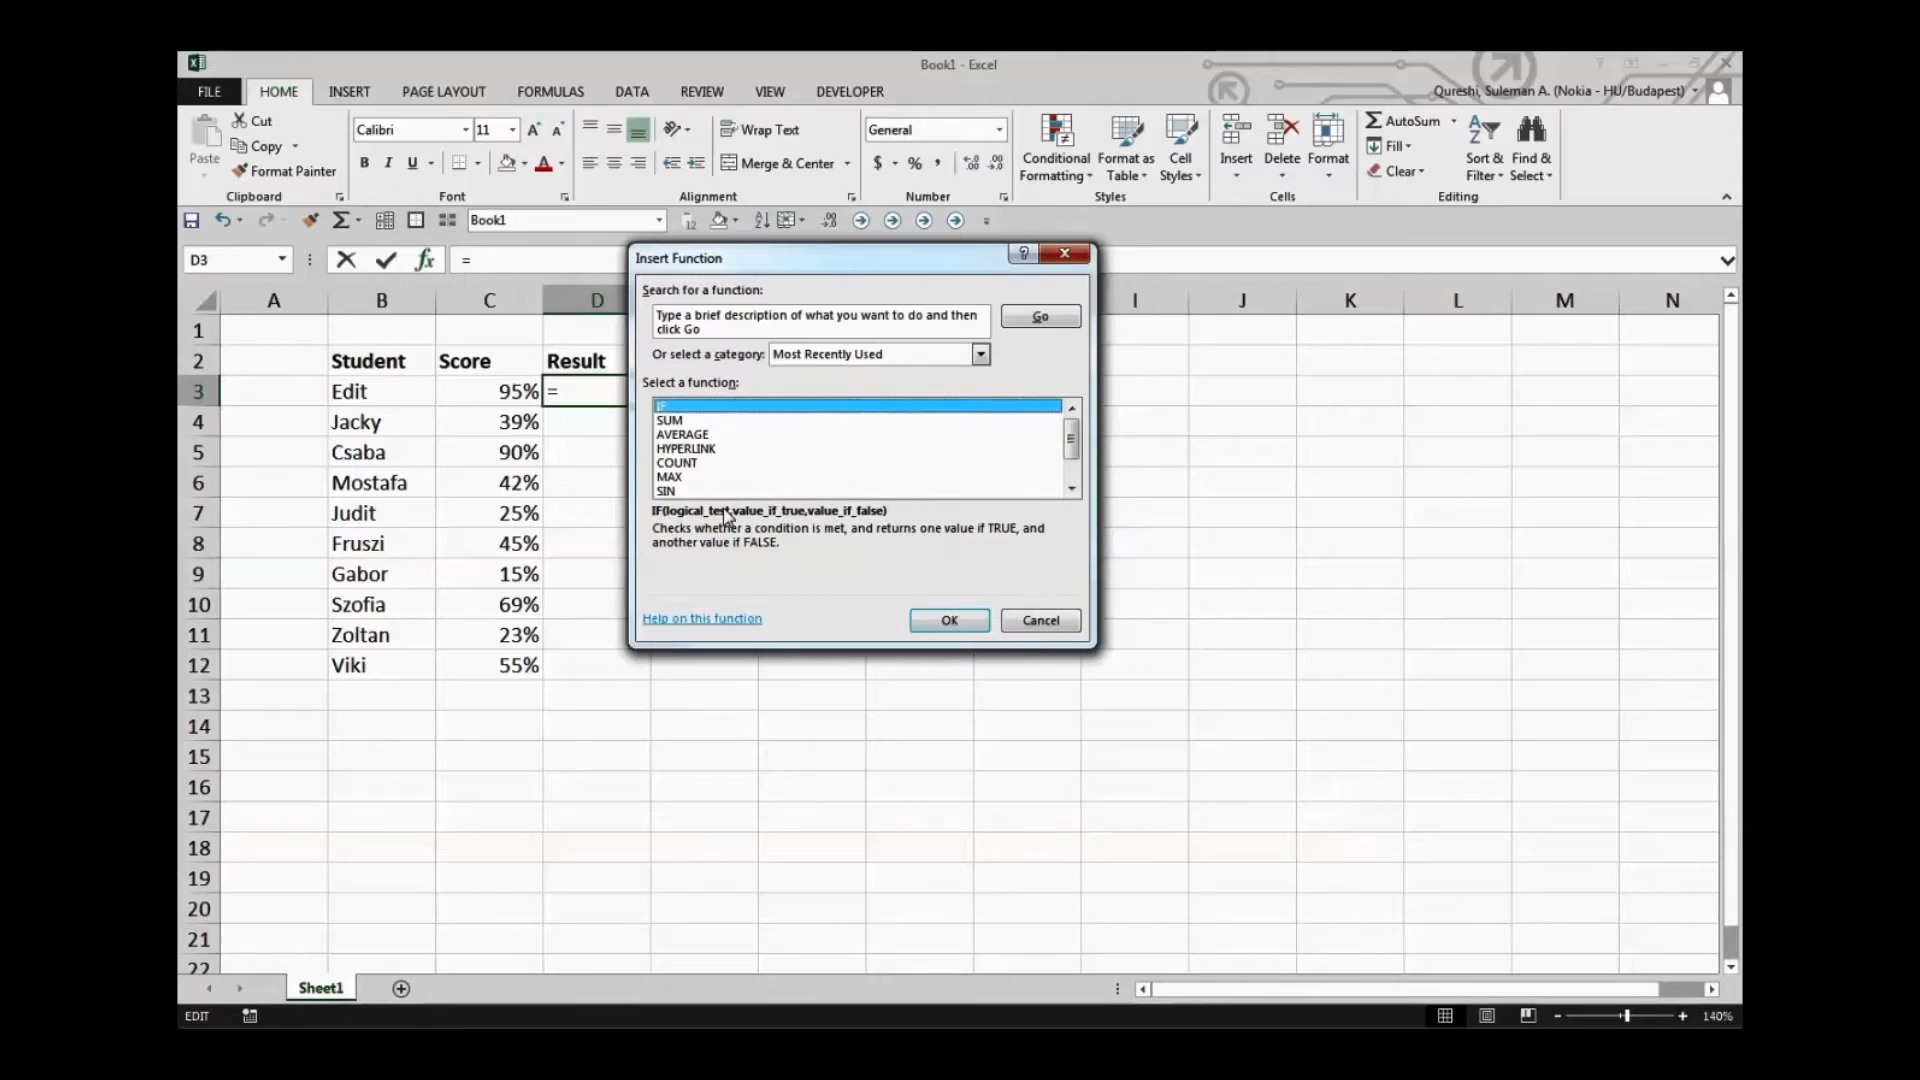 Book1 - Excel
FILE HOME INSERT PAGE LAYOUT FORMULAS DATA REVIEW VIEW DEVELOPER Qureshi, Suleman A. (Nokia - HU/Budapest)
Paste Cut Copy Format Painter Clipboard
Calibri 11 B I U A Font
Wrap Text Merge & Center Alignment
General $ % , Number
Conditional Formatting Format as Table Cell Styles Styles
Insert Delete Format Cells
AutoSum Fill Clear Sort & Filter Find & Select Editing
Book1
D3 fx =
Insert Function
Search for a function:
Type a brief description of what you want to do and then
click Go
Go
Or select a category: Most Recently Used
Select a function:
IF
SUM
AVERAGE
HYPERLINK
COUNT
MAX
SIN
IF(logical_test,value_if_true,value_if_false)
Checks whether a condition is met, and returns one value if TRUE, and
another value if FALSE.
Help on this function OK Cancel
A B C D I J K L M N
1
2 Student Score Result
3 Edit 95% =
4 Jacky 39%
5 Csaba 90%
6 Mostafa 42%
7 Judit 25%
8 Fruszi 45%
9 Gabor 15%
10 Szofia 69%
11 Zoltan 23%
12 Viki 55%
13
14
15
16
17
18
19
20
21
22
Sheet1
EDIT 140%